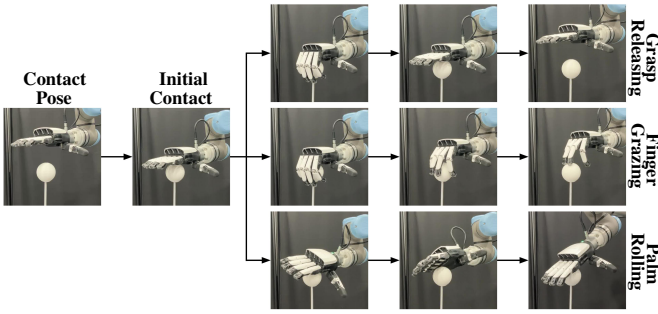 Contact
Pose
Initial
Contact
Grasp
Releasing
Finger
Grazing
Palm
Rolling